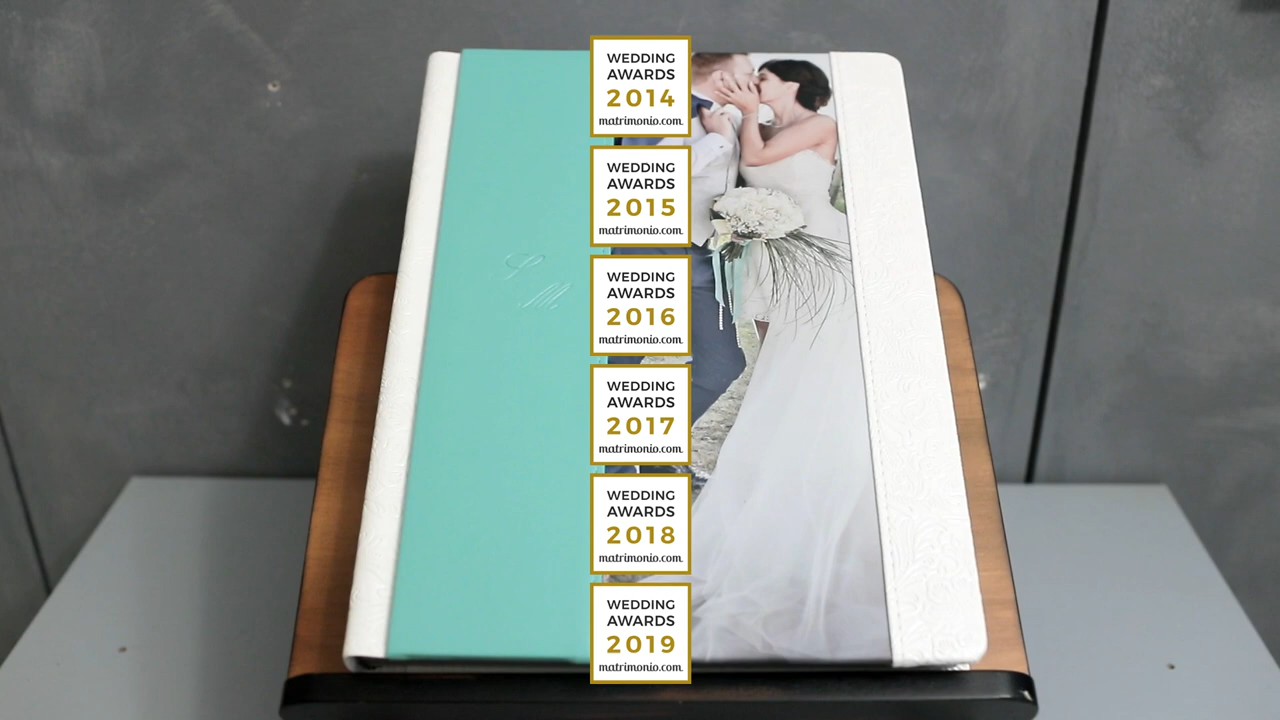 L
M
WEDDING
AWARDS
2014
matrimonio.com.
WEDDING
AWARDS
2015
matrimonio.com.
WEDDING
AWARDS
2016
matrimonio.com.
WEDDING
AWARDS
2017
matrimonio.com.
WEDDING
AWARDS
2018
matrimonio.com.
WEDDING
AWARDS
2019
matrimonio.com.